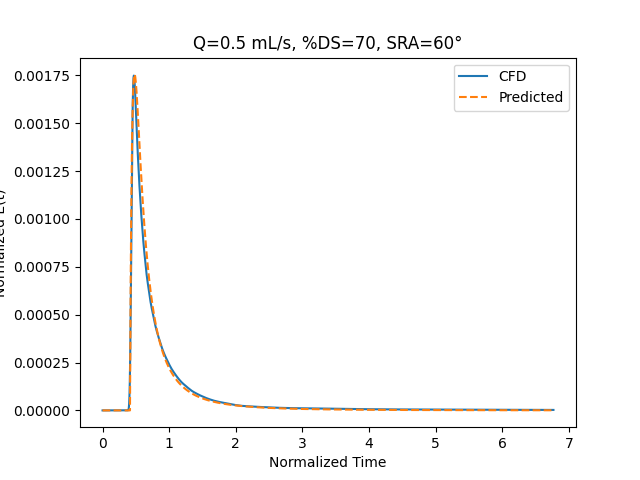 Q=0.5 mL/s, %DS=70, SRA=60°
CFD
Predicted
0.00175
0.00150
0.00125
0.00100
0.00075
0.00050
0.00025
0.00000
Normalized E(t)
0 1 2 3 4 5 6 7
Normalized Time